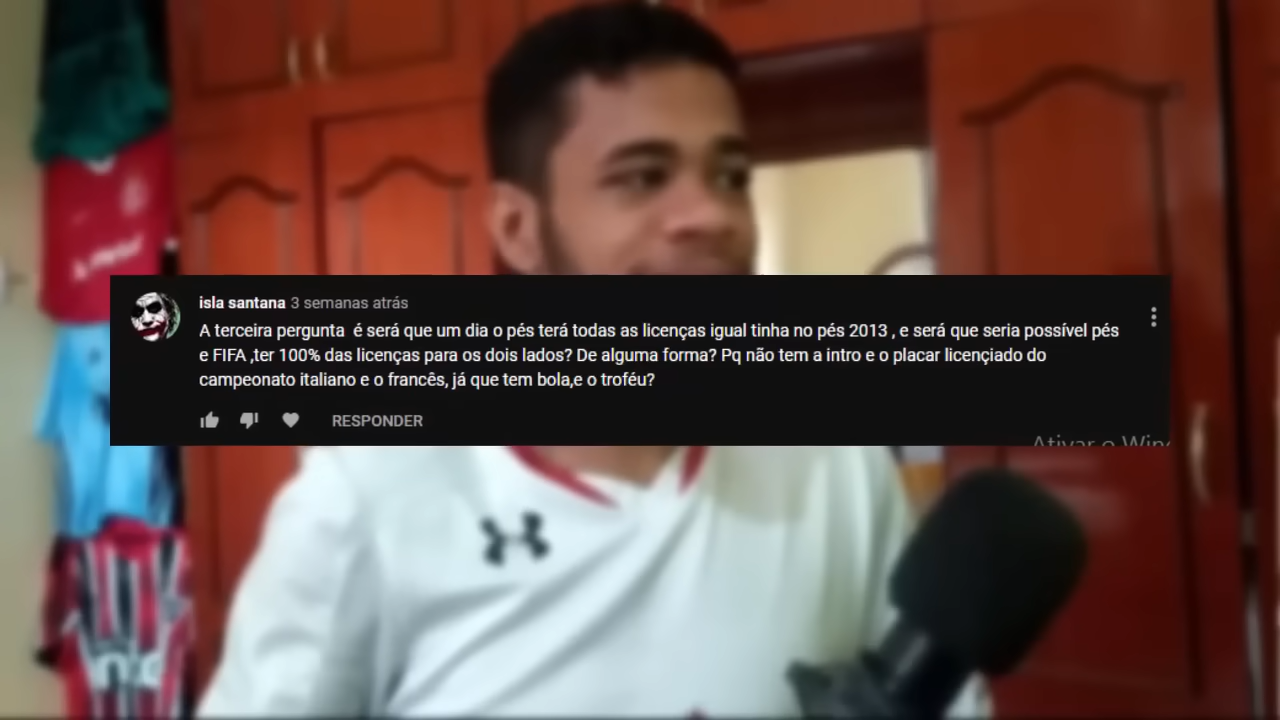 isla santana 3 semanas atrás
A terceira pergunta é será que um dia o pés terá todas as licenças igual tinha no pés 2013 , e será que seria possível pés
e FIFA ,ter 100% das licenças para os dois lados? De alguma forma? Pq não tem a intro e o placar licençiado do
campeonato italiano e o francês, já que tem bola,e o troféu?
RESPONDER
Ativar o Wind